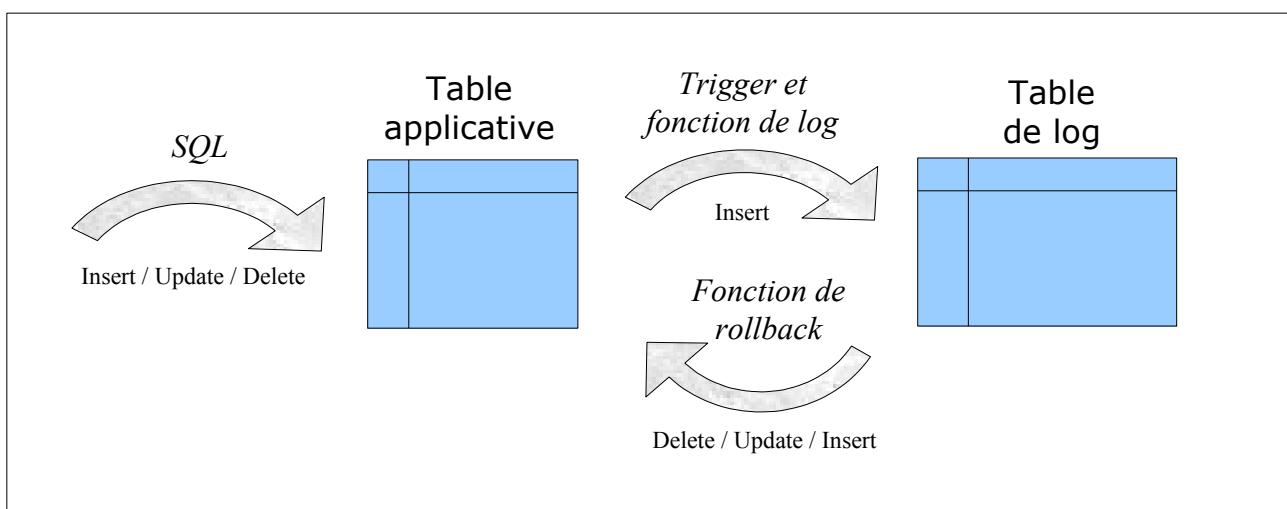 SQL
Insert / Update / Delete
Table
applicative
Trigger et
fonction de log
Insert
Fonction de
rollback
Delete / Update / Insert
Table
de log